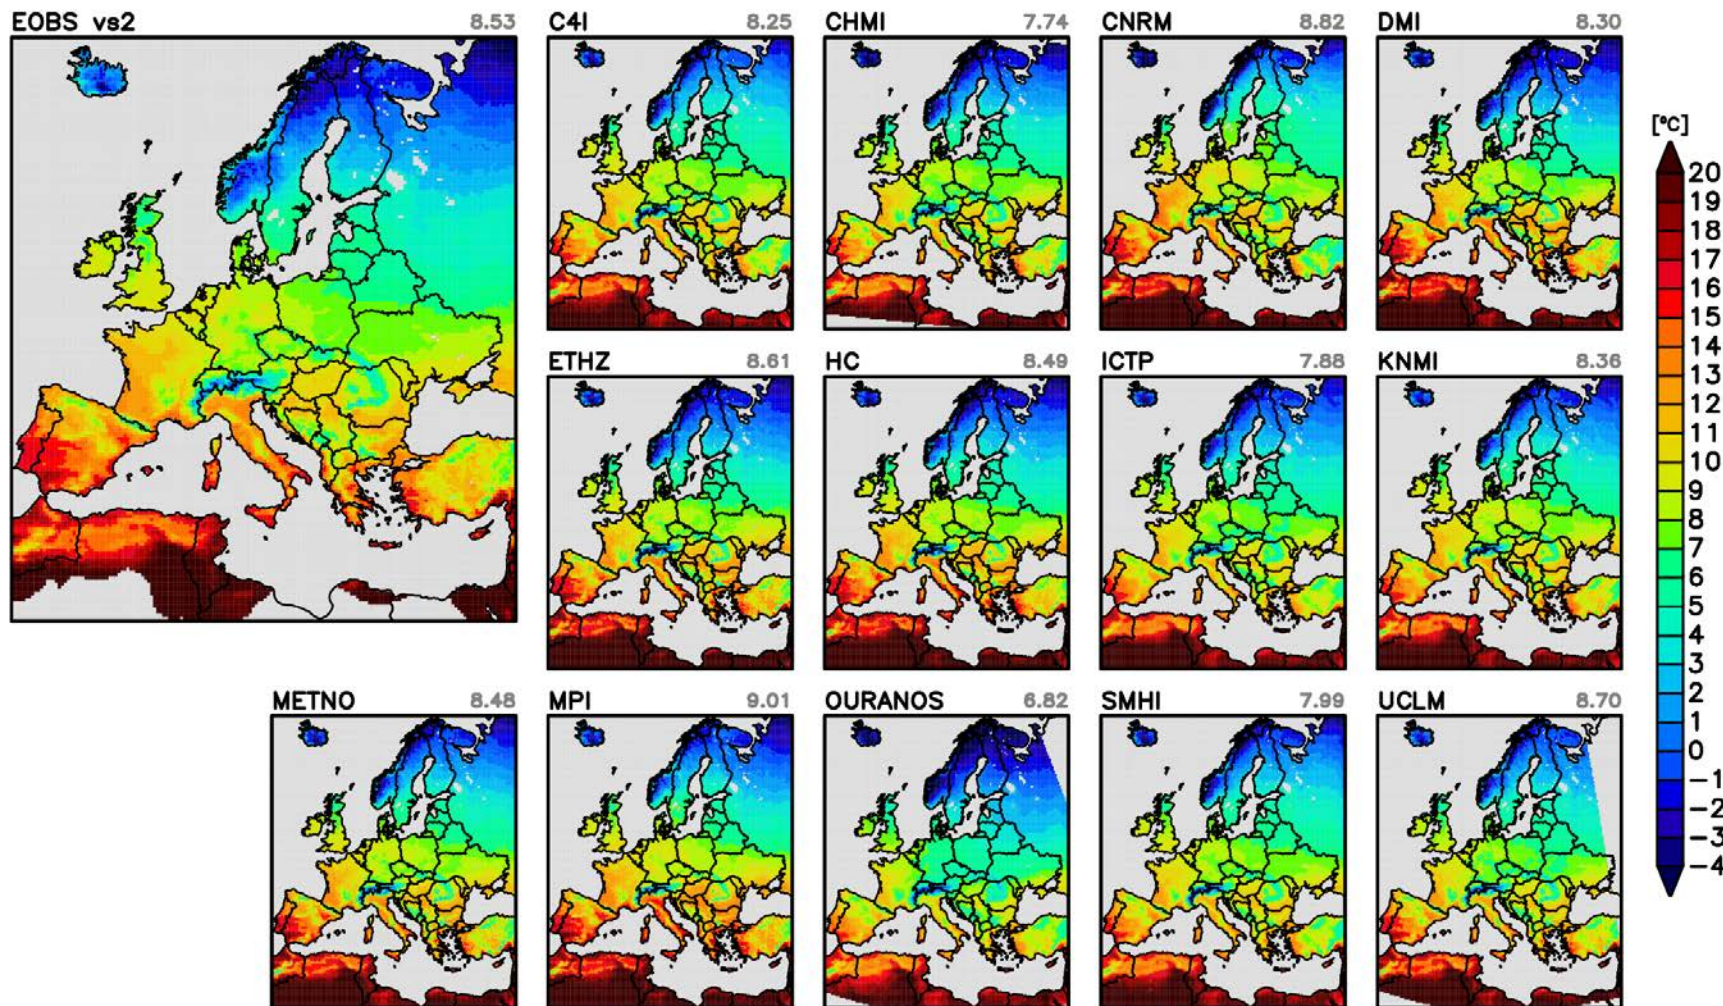 EOBS vs2 8.53
C4I 8.25
CHMI 7.74
CNRM 8.82
DMI 8.30
ETHZ 8.61
HC 8.49
ICTP 7.88
KNMI 8.36
METNO 8.48
MPI 9.01
OURANOS 6.82
SMHI 7.99
UCLM 8.70
[°C]
20
19
18
17
16
15
14
13
12
11
10
9
8
7
6
5
4
3
2
1
0
-1
-2
-3
-4